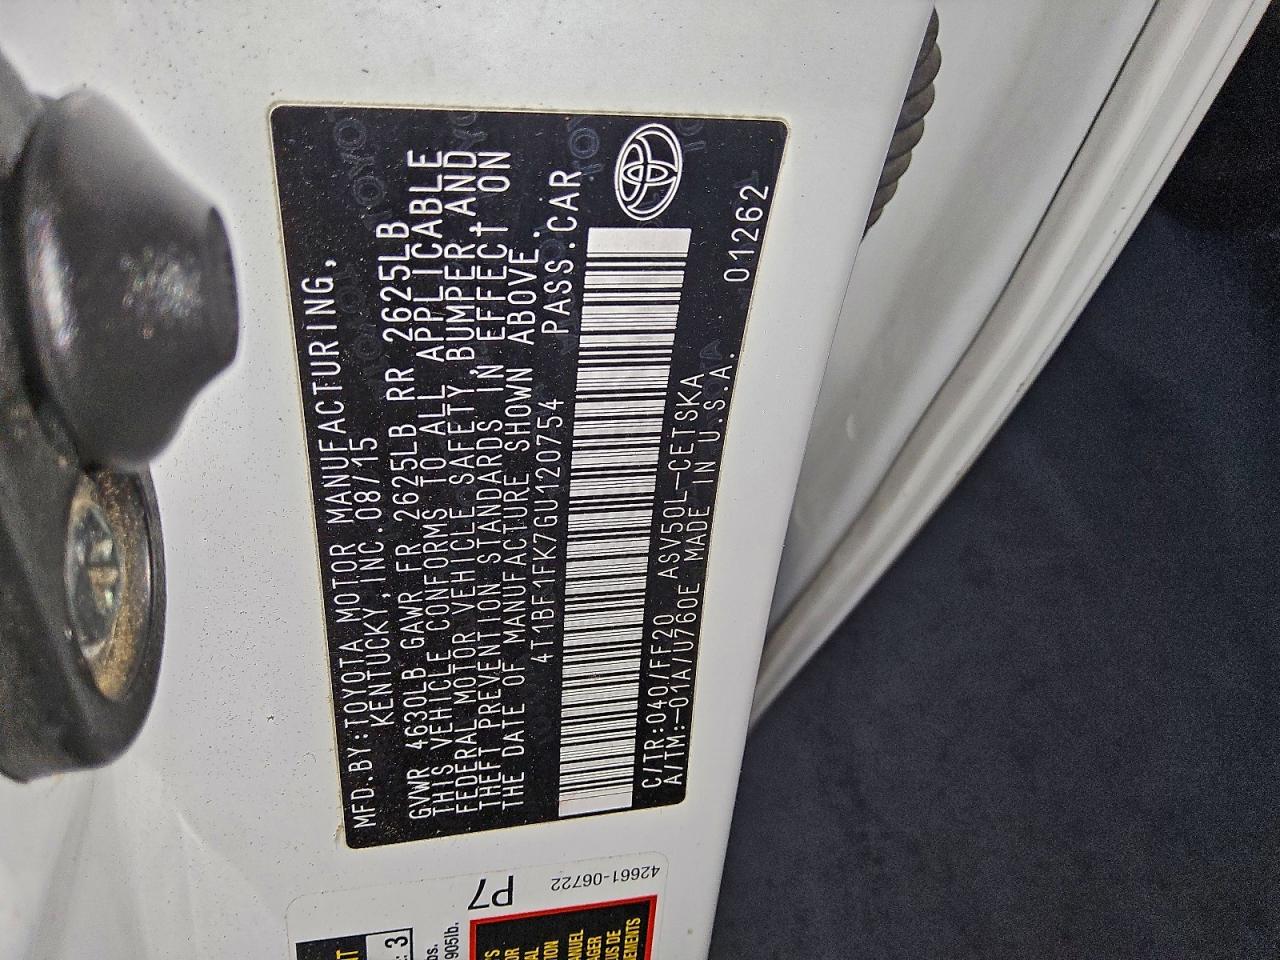 MFD.BY:TOYOTA MOTOR MANUFACTURING,
KENTUCKY,INC.08/15
GVWR 4630LB GAWR FR 2625LB RR 2625LB
THIS VEHICLE CONFORMS TO ALL APPLICABLE
FEDERAL MOTOR VEHICLE SAFETY,BUMPER,AND
THEFT PREVENTION STANDARDS IN EFFECT ON
THE DATE OF MANUFACTURE SHOWN ABOVE.
4T1BF1FK7GU120754 PASS.CAR
C/TR:040/FF20 ASV50L-CETSKA
A/TM:-01A/U760E MADE IN U.S.A.
01262
P7
42661-06722
3
905lb.
MANUEL